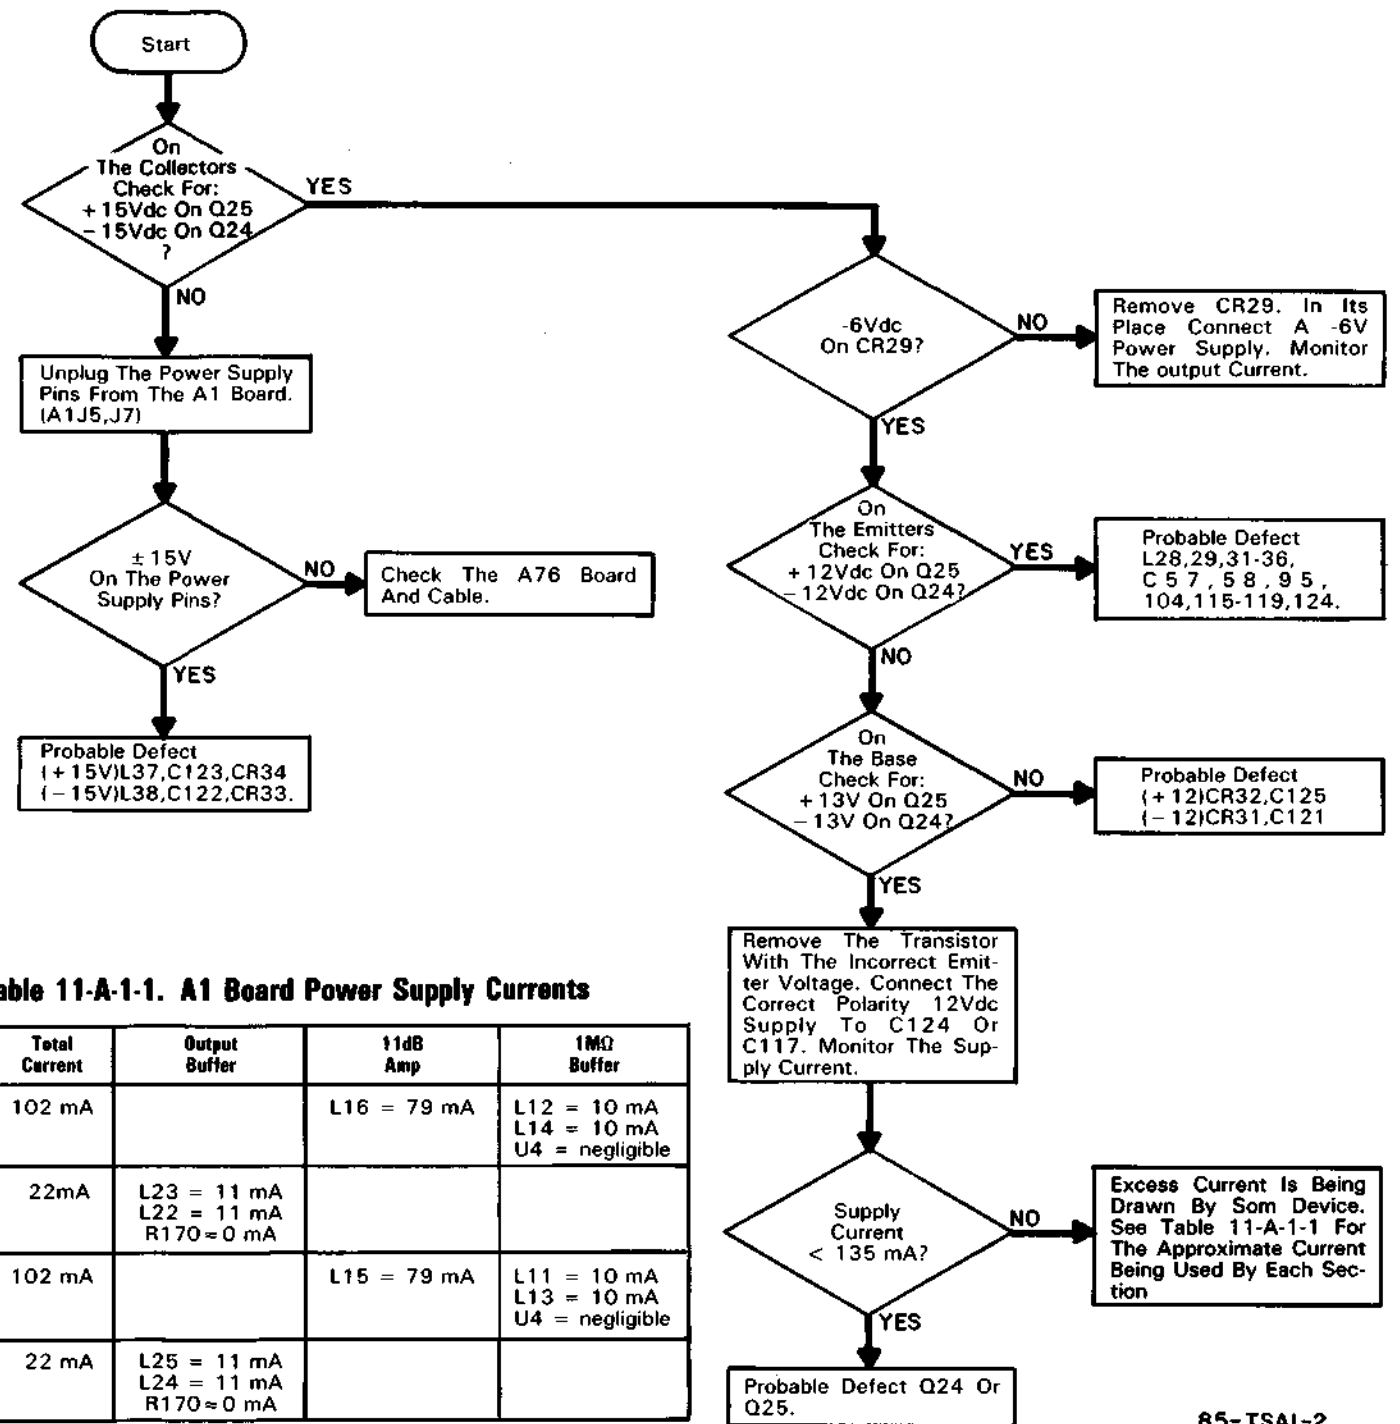 Start
On
The Collectors
Check For:
+ 15Vdc On Q25
- 15Vdc On Q24
?
YES
NO
Unplug The Power Supply
Pins From The A1 Board.
(A1J5,J7)
± 15V
On The Power
Supply Pins?
NO
Check The A76 Board
And Cable.
YES
Probable Defect
(+ 15V)L37,C123,CR34
(- 15V)L38,C122,CR33.
-6Vdc
On CR29?
NO
Remove CR29. In Its
Place Connect A -6V
Power Supply. Monitor
The output Current.
YES
On
The Emitters
Check For:
+ 12Vdc On Q25
- 12Vdc On Q24?
YES
Probable Defect
L28,29,31-36,
C 5 7 , 5 8 , 9 5 ,
104,115-119,124.
NO
On
The Base
Check For:
+ 13V On Q25
- 13V On Q24?
NO
Probable Defect
(+ 12)CR32,C125
(- 12)CR31,C121
YES
Remove The Transistor
With The Incorrect Emit-
ter Voltage. Connect The
Correct Polarity 12Vdc
Supply To C124 Or
C117. Monitor The Sup-
ply Current.
Supply
Current
< 135 mA?
NO
Excess Current Is Being
Drawn By Som Device.
See Table 11-A-1-1 For
The Approximate Current
Being Used By Each Sec-
tion
YES
Probable Defect Q24 Or
Q25.
able 11-A-1-1. A1 Board Power Supply Currents
Total Current
Output Buffer
11dB Amp
1MΩ Buffer
102 mA
L16 = 79 mA
L12 = 10 mA
L14 = 10 mA
U4 = negligible
22mA
L23 = 11 mA
L22 = 11 mA
R170≈0 mA
102 mA
L15 = 79 mA
L11 = 10 mA
L13 = 10 mA
U4 = negligible
22 mA
L25 = 11 mA
L24 = 11 mA
R170≈0 mA
85-TSAL-2